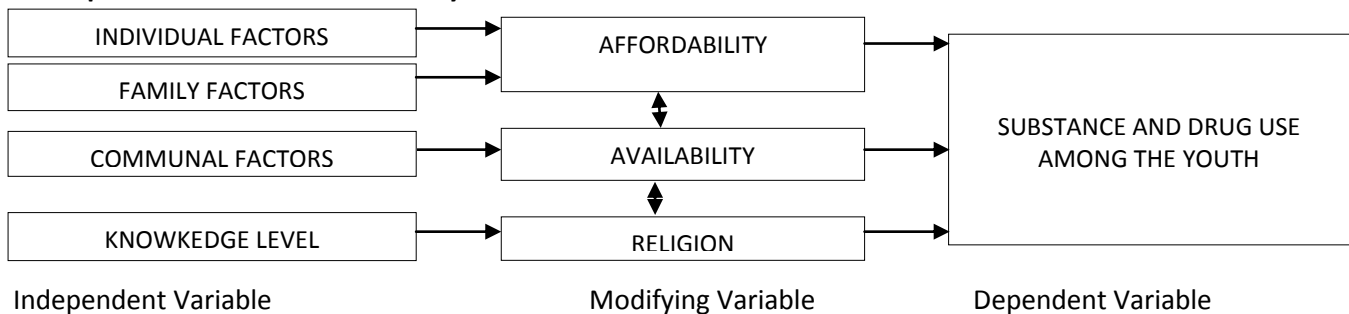 INDIVIDUAL FACTORS
FAMILY FACTORS
COMMUNAL FACTORS
KNOWKEDGE LEVEL
AFFORDABILITY
AVAILABILITY
RELIGION
SUBSTANCE AND DRUG USE
AMONG THE YOUTH
Independent Variable
Modifying Variable
Dependent Variable